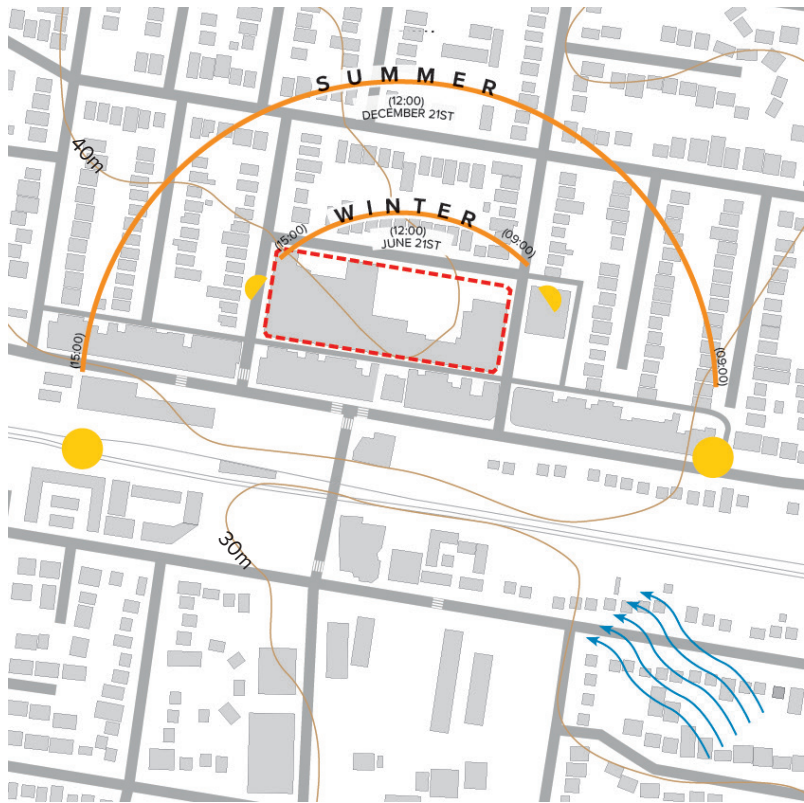 SUMMER
(12:00)
DECEMBER 21ST
40m
WINTER
(15:00)
(12:00)
(09:00)
JUNE 21ST
(15:00)
(09:00)
30m